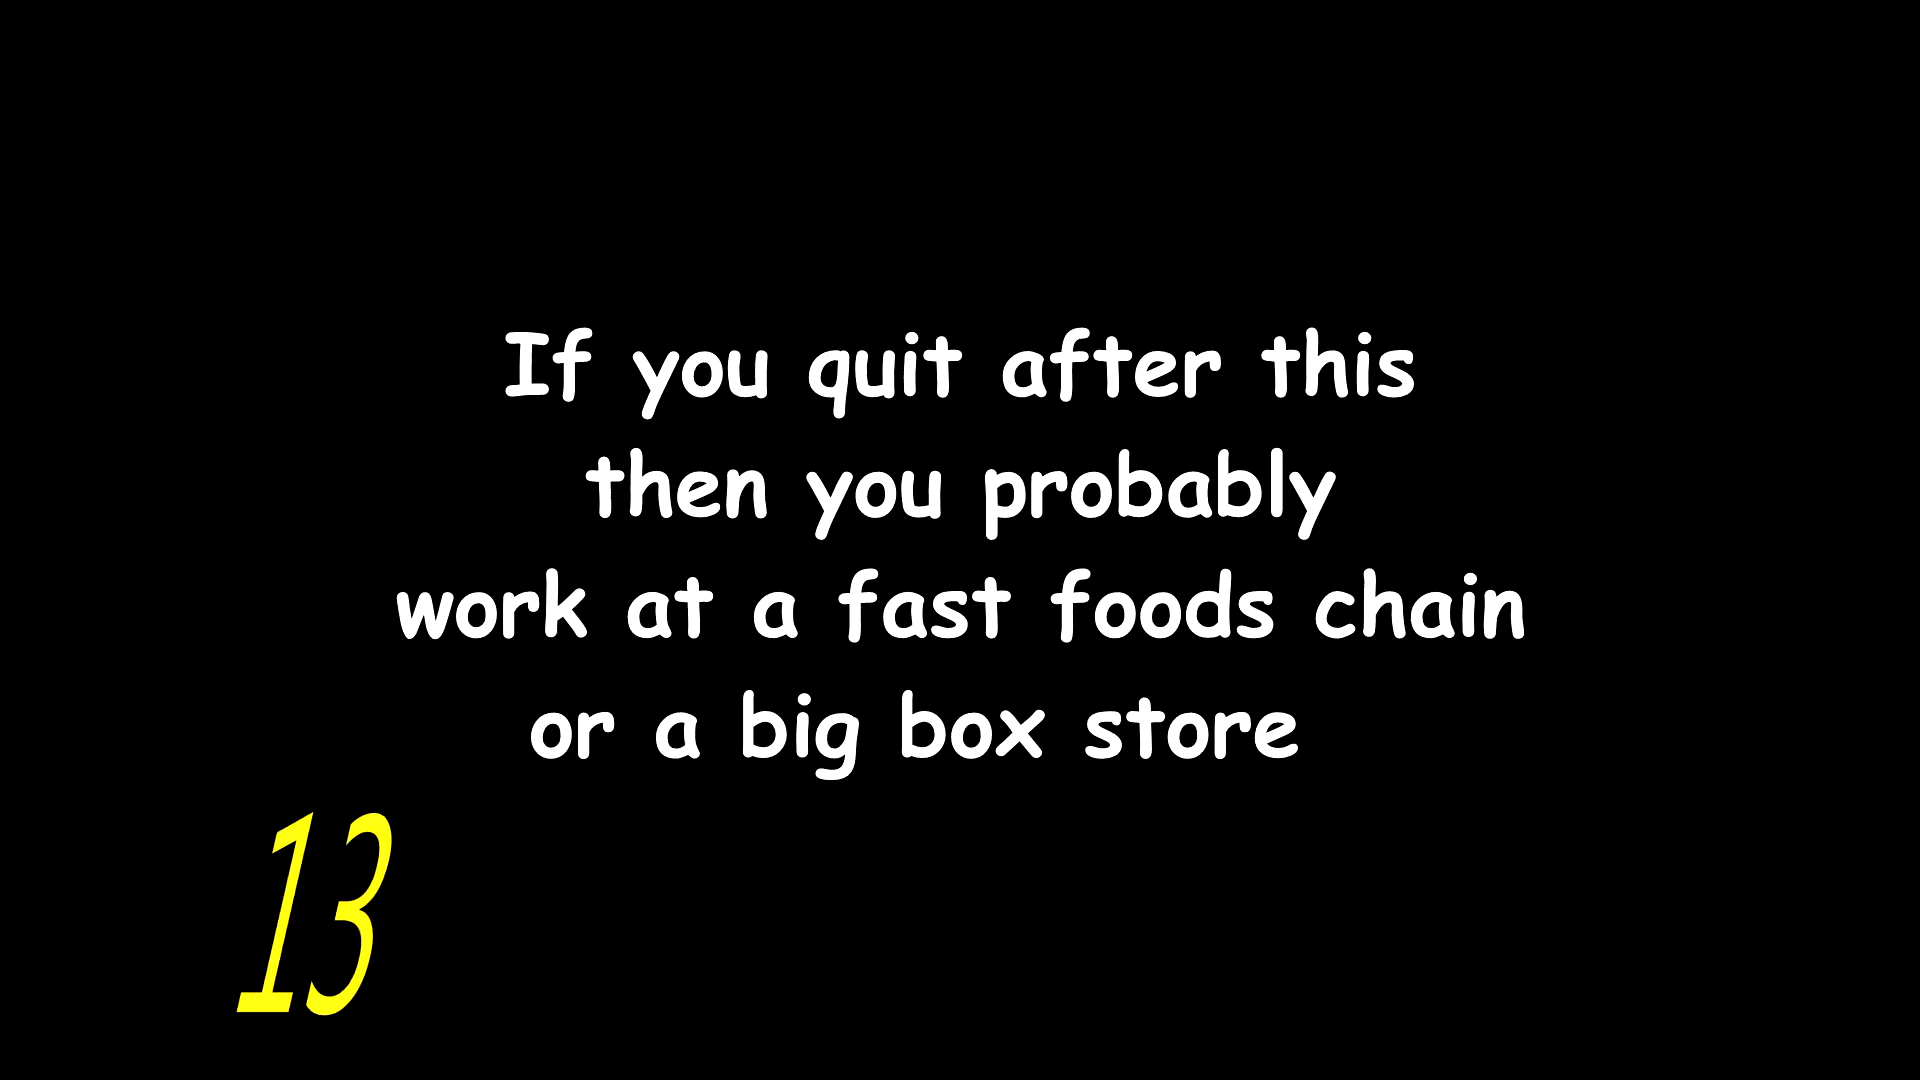 If you quit after this
then you probably
work at a fast foods chain
or a big box store
13